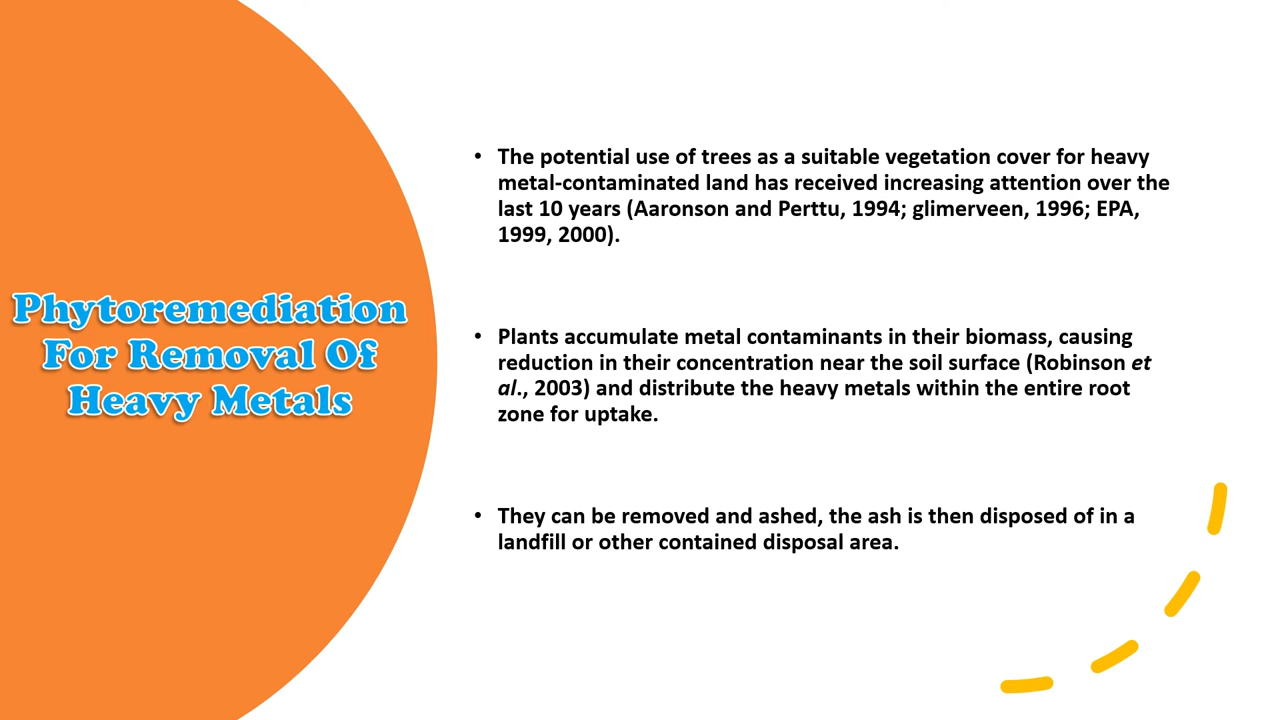 Phytoremediation
For Removal Of
Heavy Metals
• The potential use of trees as a suitable vegetation cover for heavy
metal-contaminated land has received increasing attention over the
last 10 years (Aaronson and Perttu, 1994; glimerveen, 1996; EPA,
1999, 2000).
• Plants accumulate metal contaminants in their biomass, causing
reduction in their concentration near the soil surface (Robinson et
al., 2003) and distribute the heavy metals within the entire root
zone for uptake.
• They can be removed and ashed, the ash is then disposed of in a
landfill or other contained disposal area.